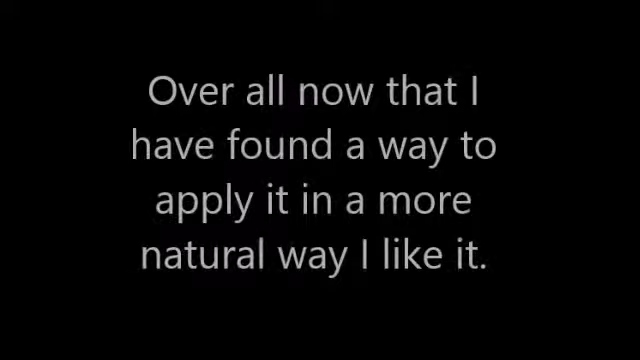 Over all now that I
have found a way to
apply it in a more
natural way I like it.